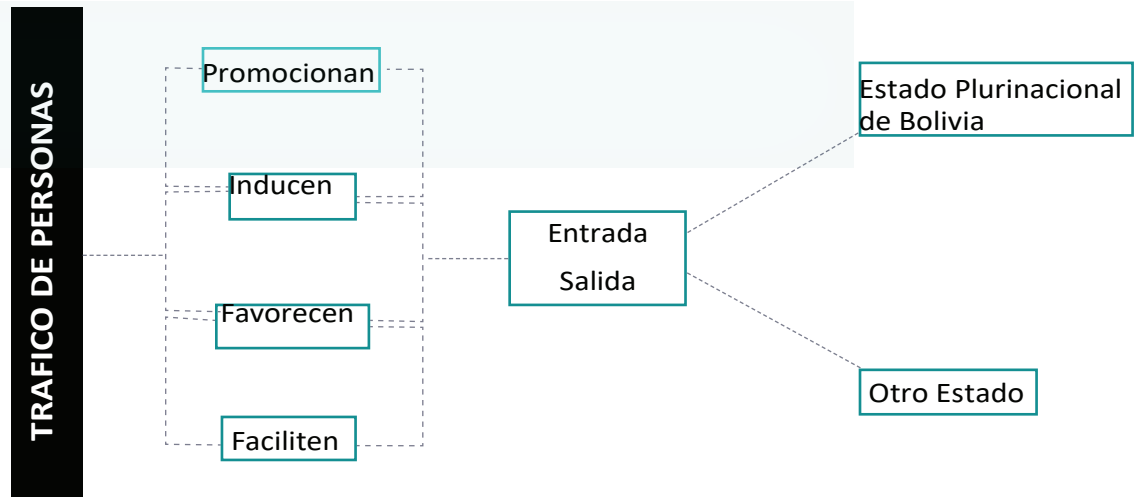 TRAFICO DE PERSONAS
Promocionan
Inducen
Favorecen
Faciliten
Entrada
Salida
Estado Plurinacional
de Bolivia
Otro Estado